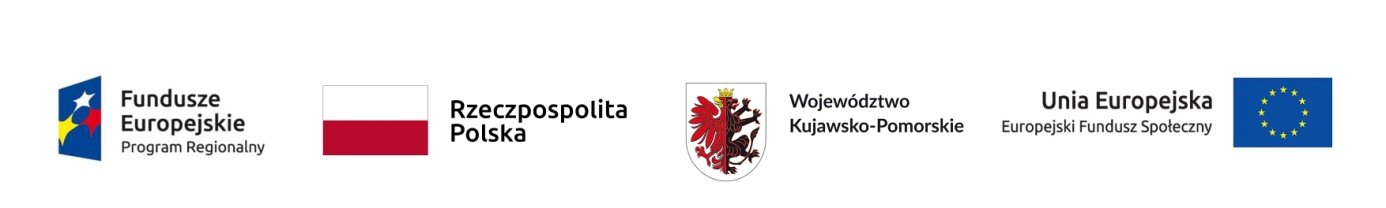 Fundusze
Europejskie
Program Regionalny
Rzeczpospolita
Polska
Województwo
Kujawsko-Pomorskie
Unia Europejska
Europejski Fundusz Społeczny